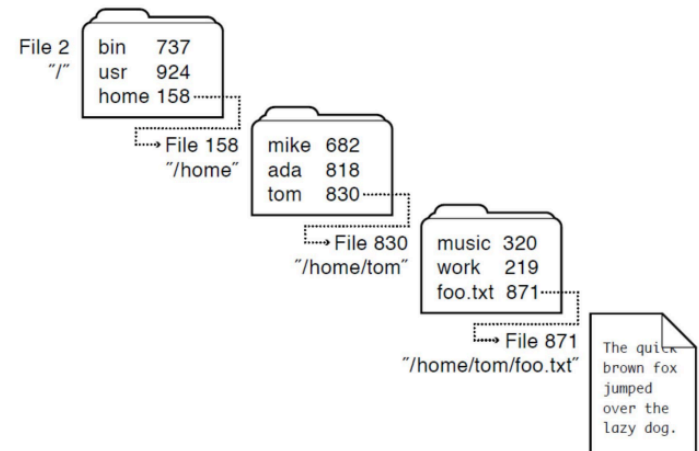 File 2
"/"
bin 737
usr 924
home 158
File 158
"/home"
mike 682
ada 818
tom 830
File 830
"/home/tom"
music 320
work 219
foo.txt 871
File 871
"/home/tom/foo.txt"
The quick
brown fox
jumped
over the
lazy dog.